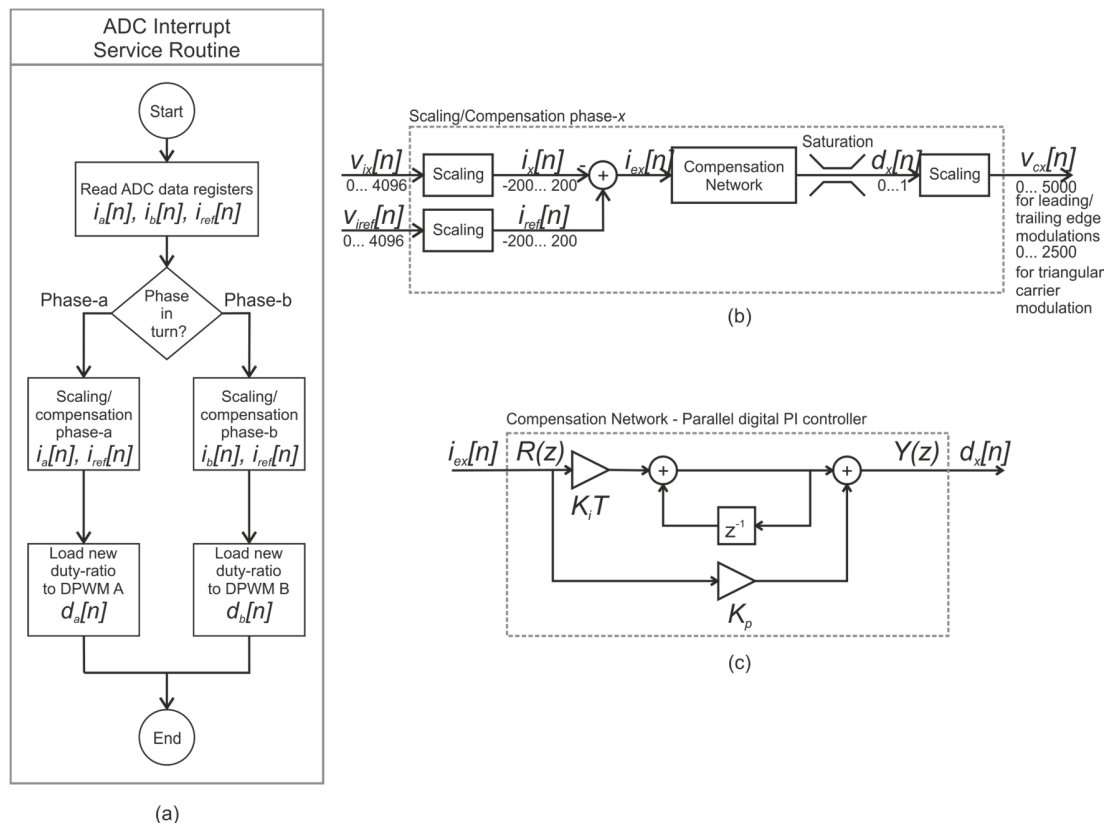 ADC Interrupt
Service Routine
Start
Read ADC data registers
i_a[n], i_b[n], i_ref[n]
Phase-a
Phase
in
turn?
Phase-b
Scaling/
compensation
phase-a
i_a[n], i_ref[n]
Scaling/
compensation
phase-b
i_b[n], i_ref[n]
Load new
duty-ratio
to DPWM A
d_a[n]
Load new
duty-ratio
to DPWM B
d_b[n]
End
(a)
Scaling/Compensation phase-x
v_ix[n]
0... 4096
Scaling
i_x[n]
-200... 200
-
+
i_ex[n]
Compensation
Network
Saturation
d_x[n]
0...1
Scaling
v_cx[n]
0... 5000
for leading/
trailing edge
modulations
0... 2500
for triangular
carrier
modulation
v_iref[n]
0... 4096
Scaling
i_ref[n]
-200... 200
(b)
Compensation Network - Parallel digital PI controller
i_ex[n]
R(z)
K_iT
+
z⁻¹
+
K_p
Y(z)
d_x[n]
(c)